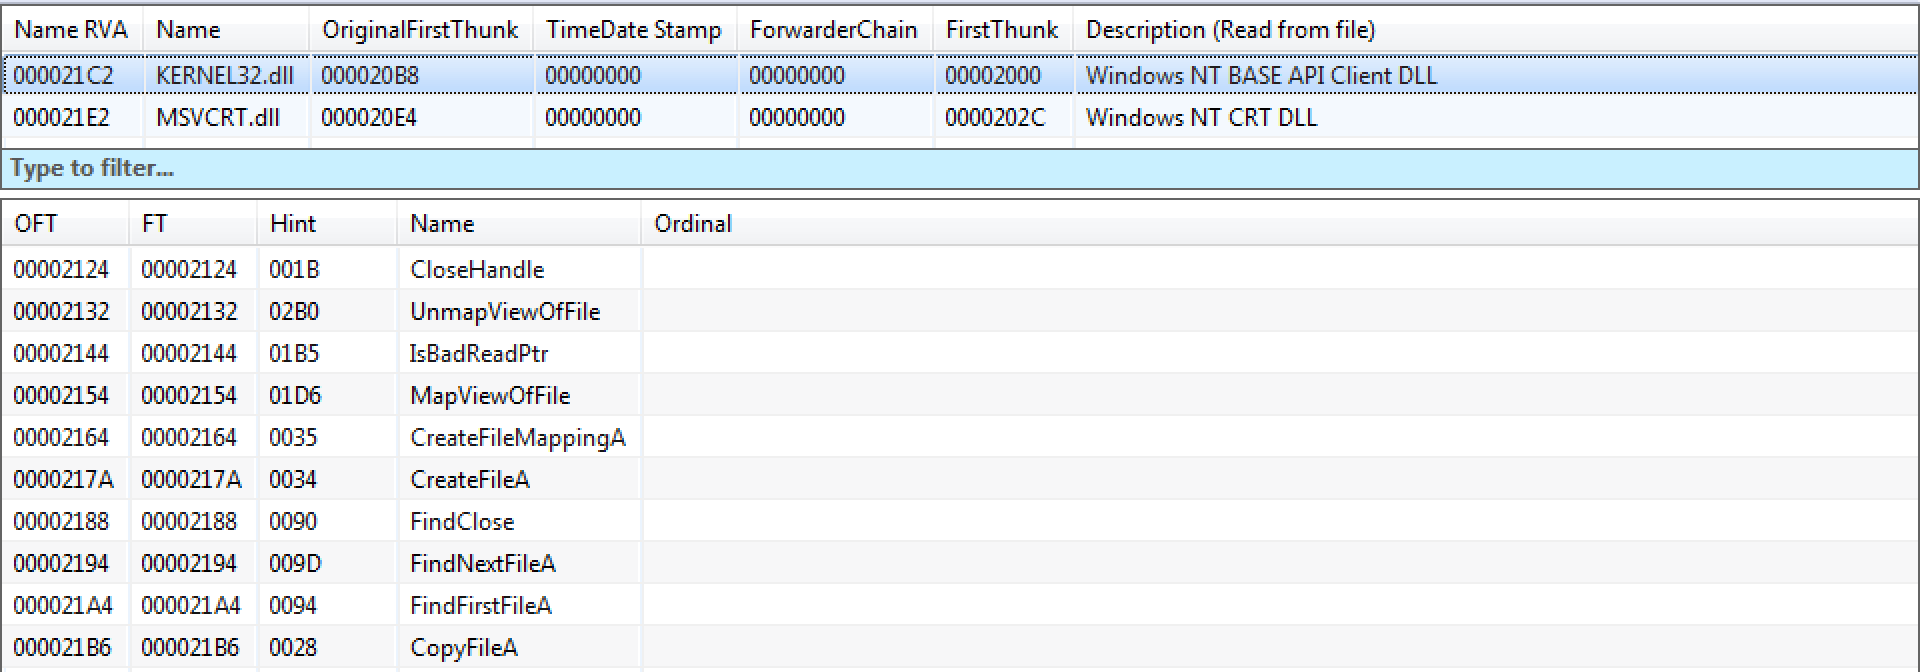 Name RVA Name OriginalFirstThunk TimeDate Stamp ForwarderChain FirstThunk Description (Read from file)
000021C2 KERNEL32.dll 000020B8 00000000 00000000 00002000 Windows NT BASE API Client DLL
000021E2 MSVCRT.dll 000020E4 00000000 00000000 0000202C Windows NT CRT DLL
Type to filter...
OFT FT Hint Name Ordinal
00002124 00002124 001B CloseHandle
00002132 00002132 02B0 UnmapViewOfFile
00002144 00002144 01B5 IsBadReadPtr
00002154 00002154 01D6 MapViewOfFile
00002164 00002164 0035 CreateFileMappingA
0000217A 0000217A 0034 CreateFileA
00002188 00002188 0090 FindClose
00002194 00002194 009D FindNextFileA
000021A4 000021A4 0094 FindFirstFileA
000021B6 000021B6 0028 CopyFileA